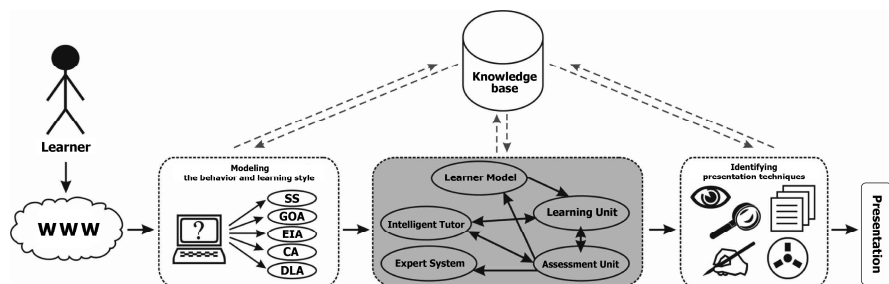 Knowledge
base
Learner
WWW
Modeling
the behavior and learning style
?
SS
GOA
EIA
CA
DLA
Learner Model
Learning Unit
Intelligent Tutor
Expert System
Assessment Unit
Identifying
presentation techniques
Presentation